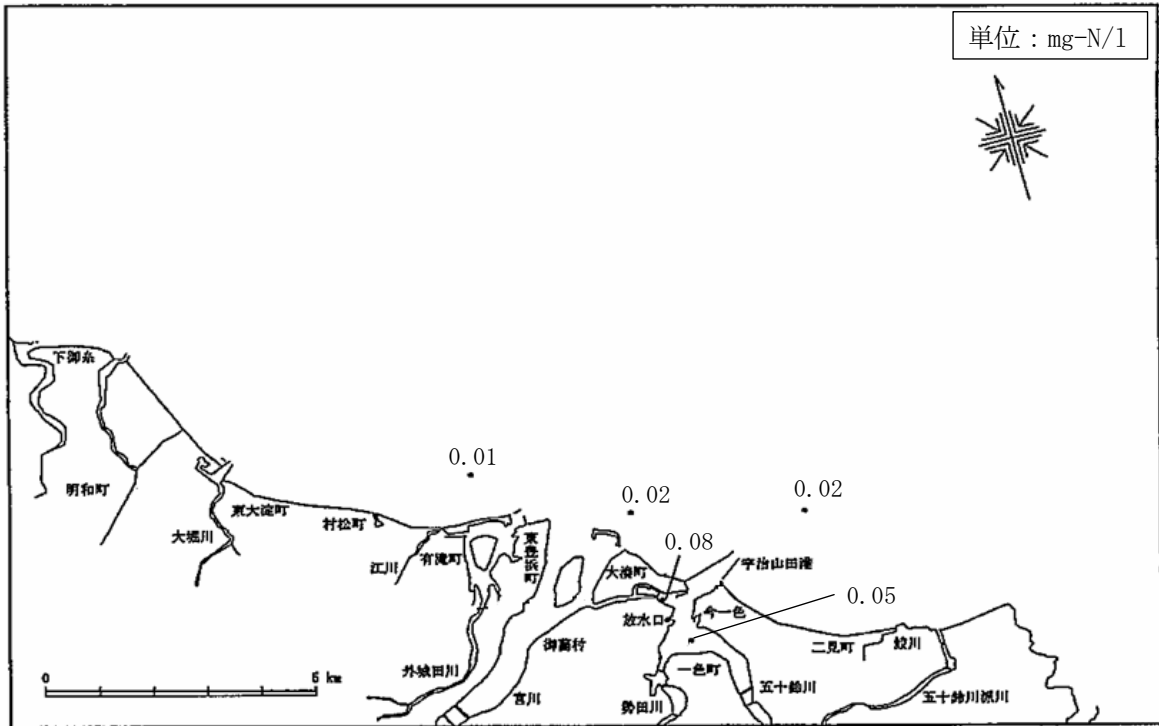 単位：mg-N/l
下御糸
0.01
0.02
0.02
明和町
東大淀町
大堀川
村松町
江川
有滝町
東豊浜町
大湊町
0.08
宇治山田港
0.05
放水口
今一色
御薗村
二見町
鮫川
外城田川
宮川
一色町
勢田川
五十鈴川
五十鈴川派川
0
5 km